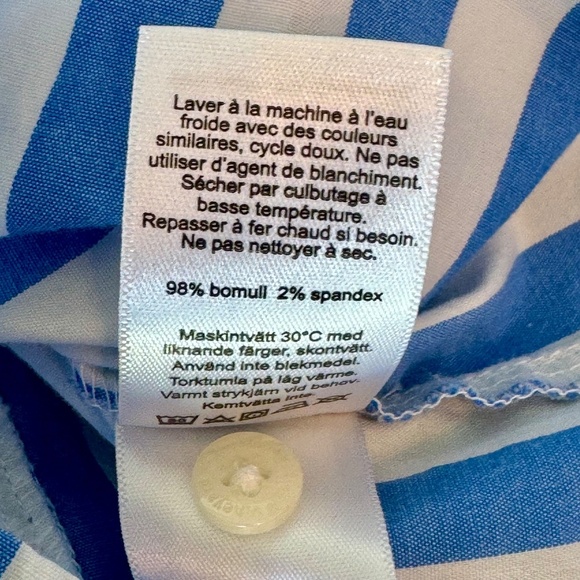 Laver à la machine à l'eau
froide avec des couleurs
similaires, cycle doux. Ne pas
utiliser d'agent de blanchiment.
Sécher par culbutage à
basse température.
Repasser à fer chaud si besoin.
Ne pas nettoyer à sec.
98% bomull 2% spandex
Maskintvätt 30°C med
liknande färger, skontvätt.
Använd inte blekmedel.
Torktumla på låg värme.
Varmt strykjärn vid behov.
Kemtvätta inte.
30